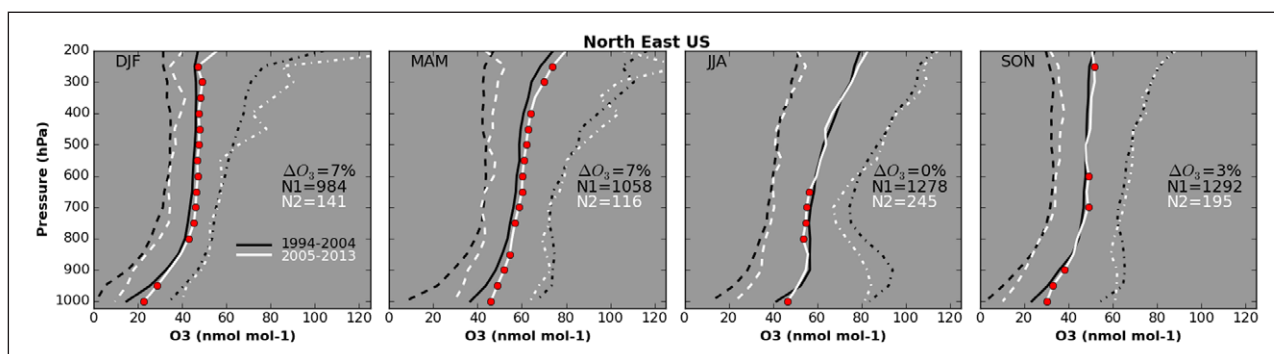 North East US
DJF
MAM
JJA
SON
200
300
400
500
600
700
800
900
1000
Pressure (hPa)
ΔO₃=7%
N1=984
N2=141
1994-2004
2005-2013
ΔO₃=7%
N1=1058
N2=116
ΔO₃=0%
N1=1278
N2=245
ΔO₃=3%
N1=1292
N2=195
0 20 40 60 80 100 120
0 20 40 60 80 100 120
0 20 40 60 80 100 120
0 20 40 60 80 100 120
O3 (nmol mol-1)
O3 (nmol mol-1)
O3 (nmol mol-1)
O3 (nmol mol-1)